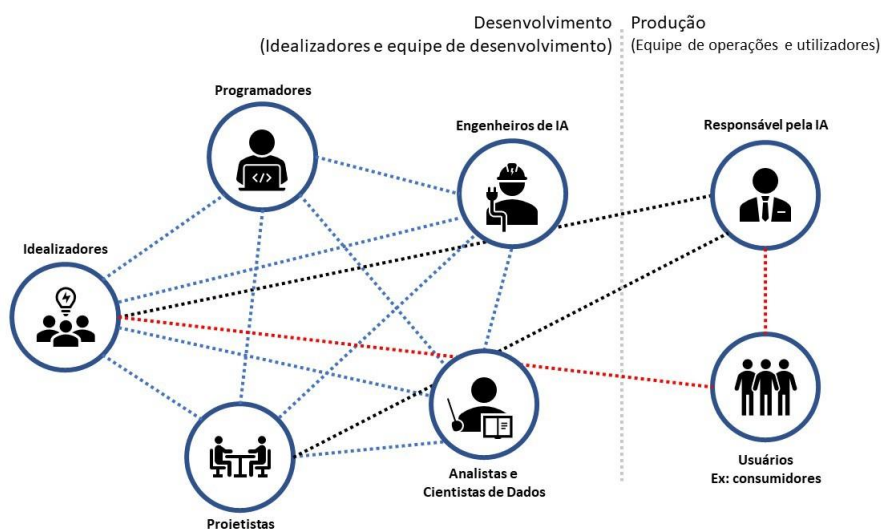 Desenvolvimento
(Idealizadores e equipe de desenvolvimento)
Produção
(Equipe de operações e utilizadores)
Programadores
</>
Engenheiros de IA
Responsável pela IA
Idealizadores
Analistas e
Cientistas de Dados
Usuários
Ex: consumidores
Projetistas